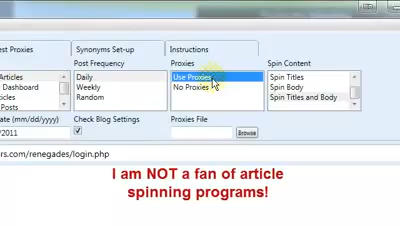 est Proxies Synonyms Set-up Instructions
Post Frequency Proxies Spin Content
Articles Daily Use Proxies Spin Titles
Dashboard Weekly No Proxies Spin Body
ticles Random Spin Titles and Body
Posts
ate (mm/dd/yyyy) Check Blog Settings Proxies File
/2011 Browse
rs.com/renegades/login.php
I am NOT a fan of article
spinning programs!